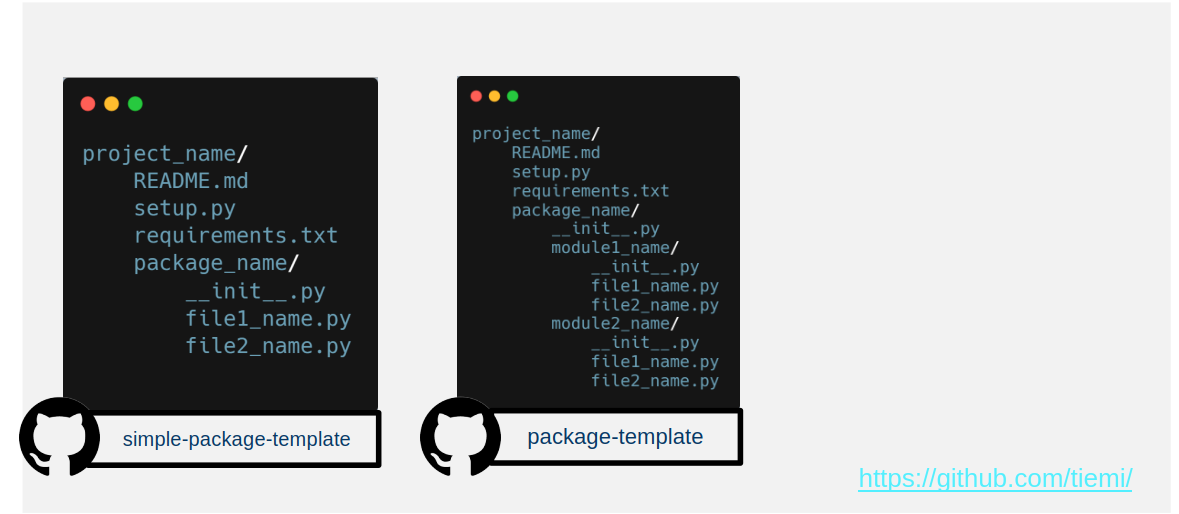 project_name/
README.md
setup.py
requirements.txt
package_name/
__init__.py
file1_name.py
file2_name.py
simple-package-template
project_name/
README.md
setup.py
requirements.txt
package_name/
__init__.py
module1_name/
__init__.py
file1_name.py
file2_name.py
module2_name/
__init__.py
file1_name.py
file2_name.py
package-template
https://github.com/tiemi/